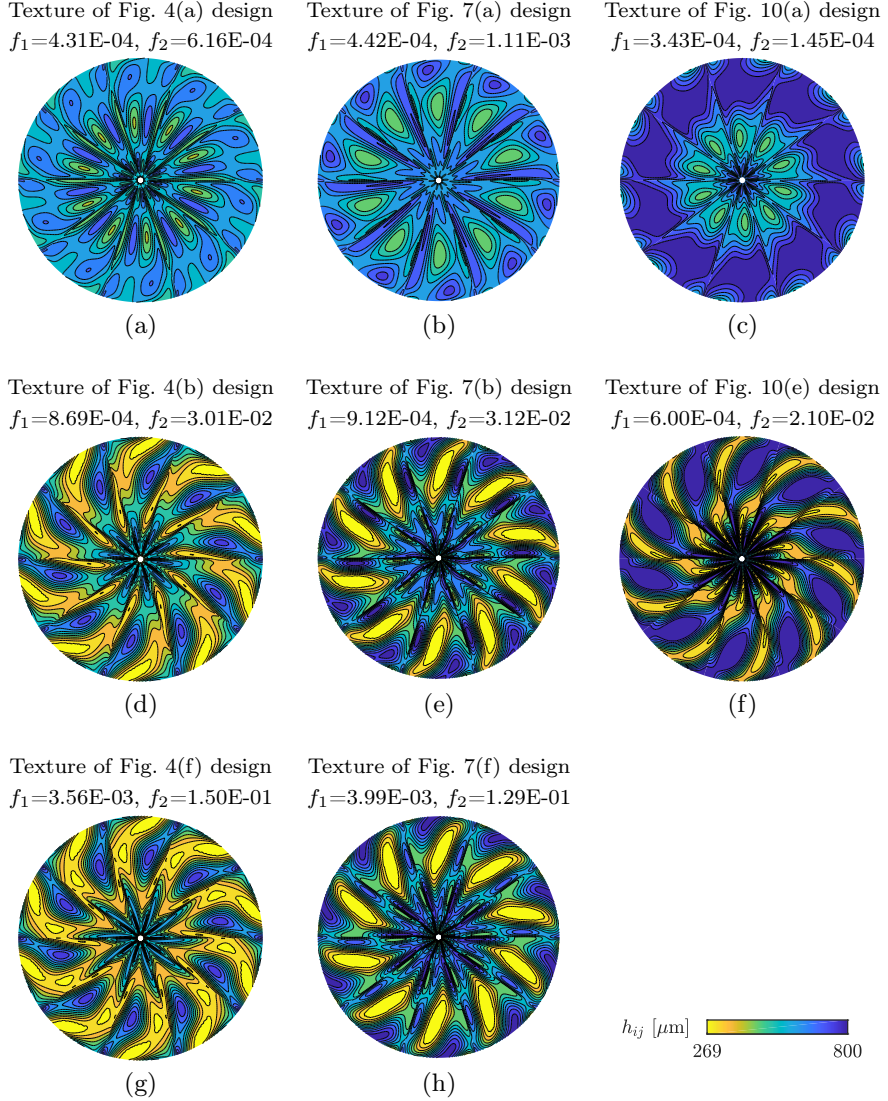 Texture of Fig. 4(a) design
f₁=4.31E-04, f₂=6.16E-04
(a)
Texture of Fig. 7(a) design
f₁=4.42E-04, f₂=1.11E-03
(b)
Texture of Fig. 10(a) design
f₁=3.43E-04, f₂=1.45E-04
(c)
Texture of Fig. 4(b) design
f₁=8.69E-04, f₂=3.01E-02
(d)
Texture of Fig. 7(b) design
f₁=9.12E-04, f₂=3.12E-02
(e)
Texture of Fig. 10(e) design
f₁=6.00E-04, f₂=2.10E-02
(f)
Texture of Fig. 4(f) design
f₁=3.56E-03, f₂=1.50E-01
(g)
Texture of Fig. 7(f) design
f₁=3.99E-03, f₂=1.29E-01
(h)
hᵢⱼ [μm]
269 800